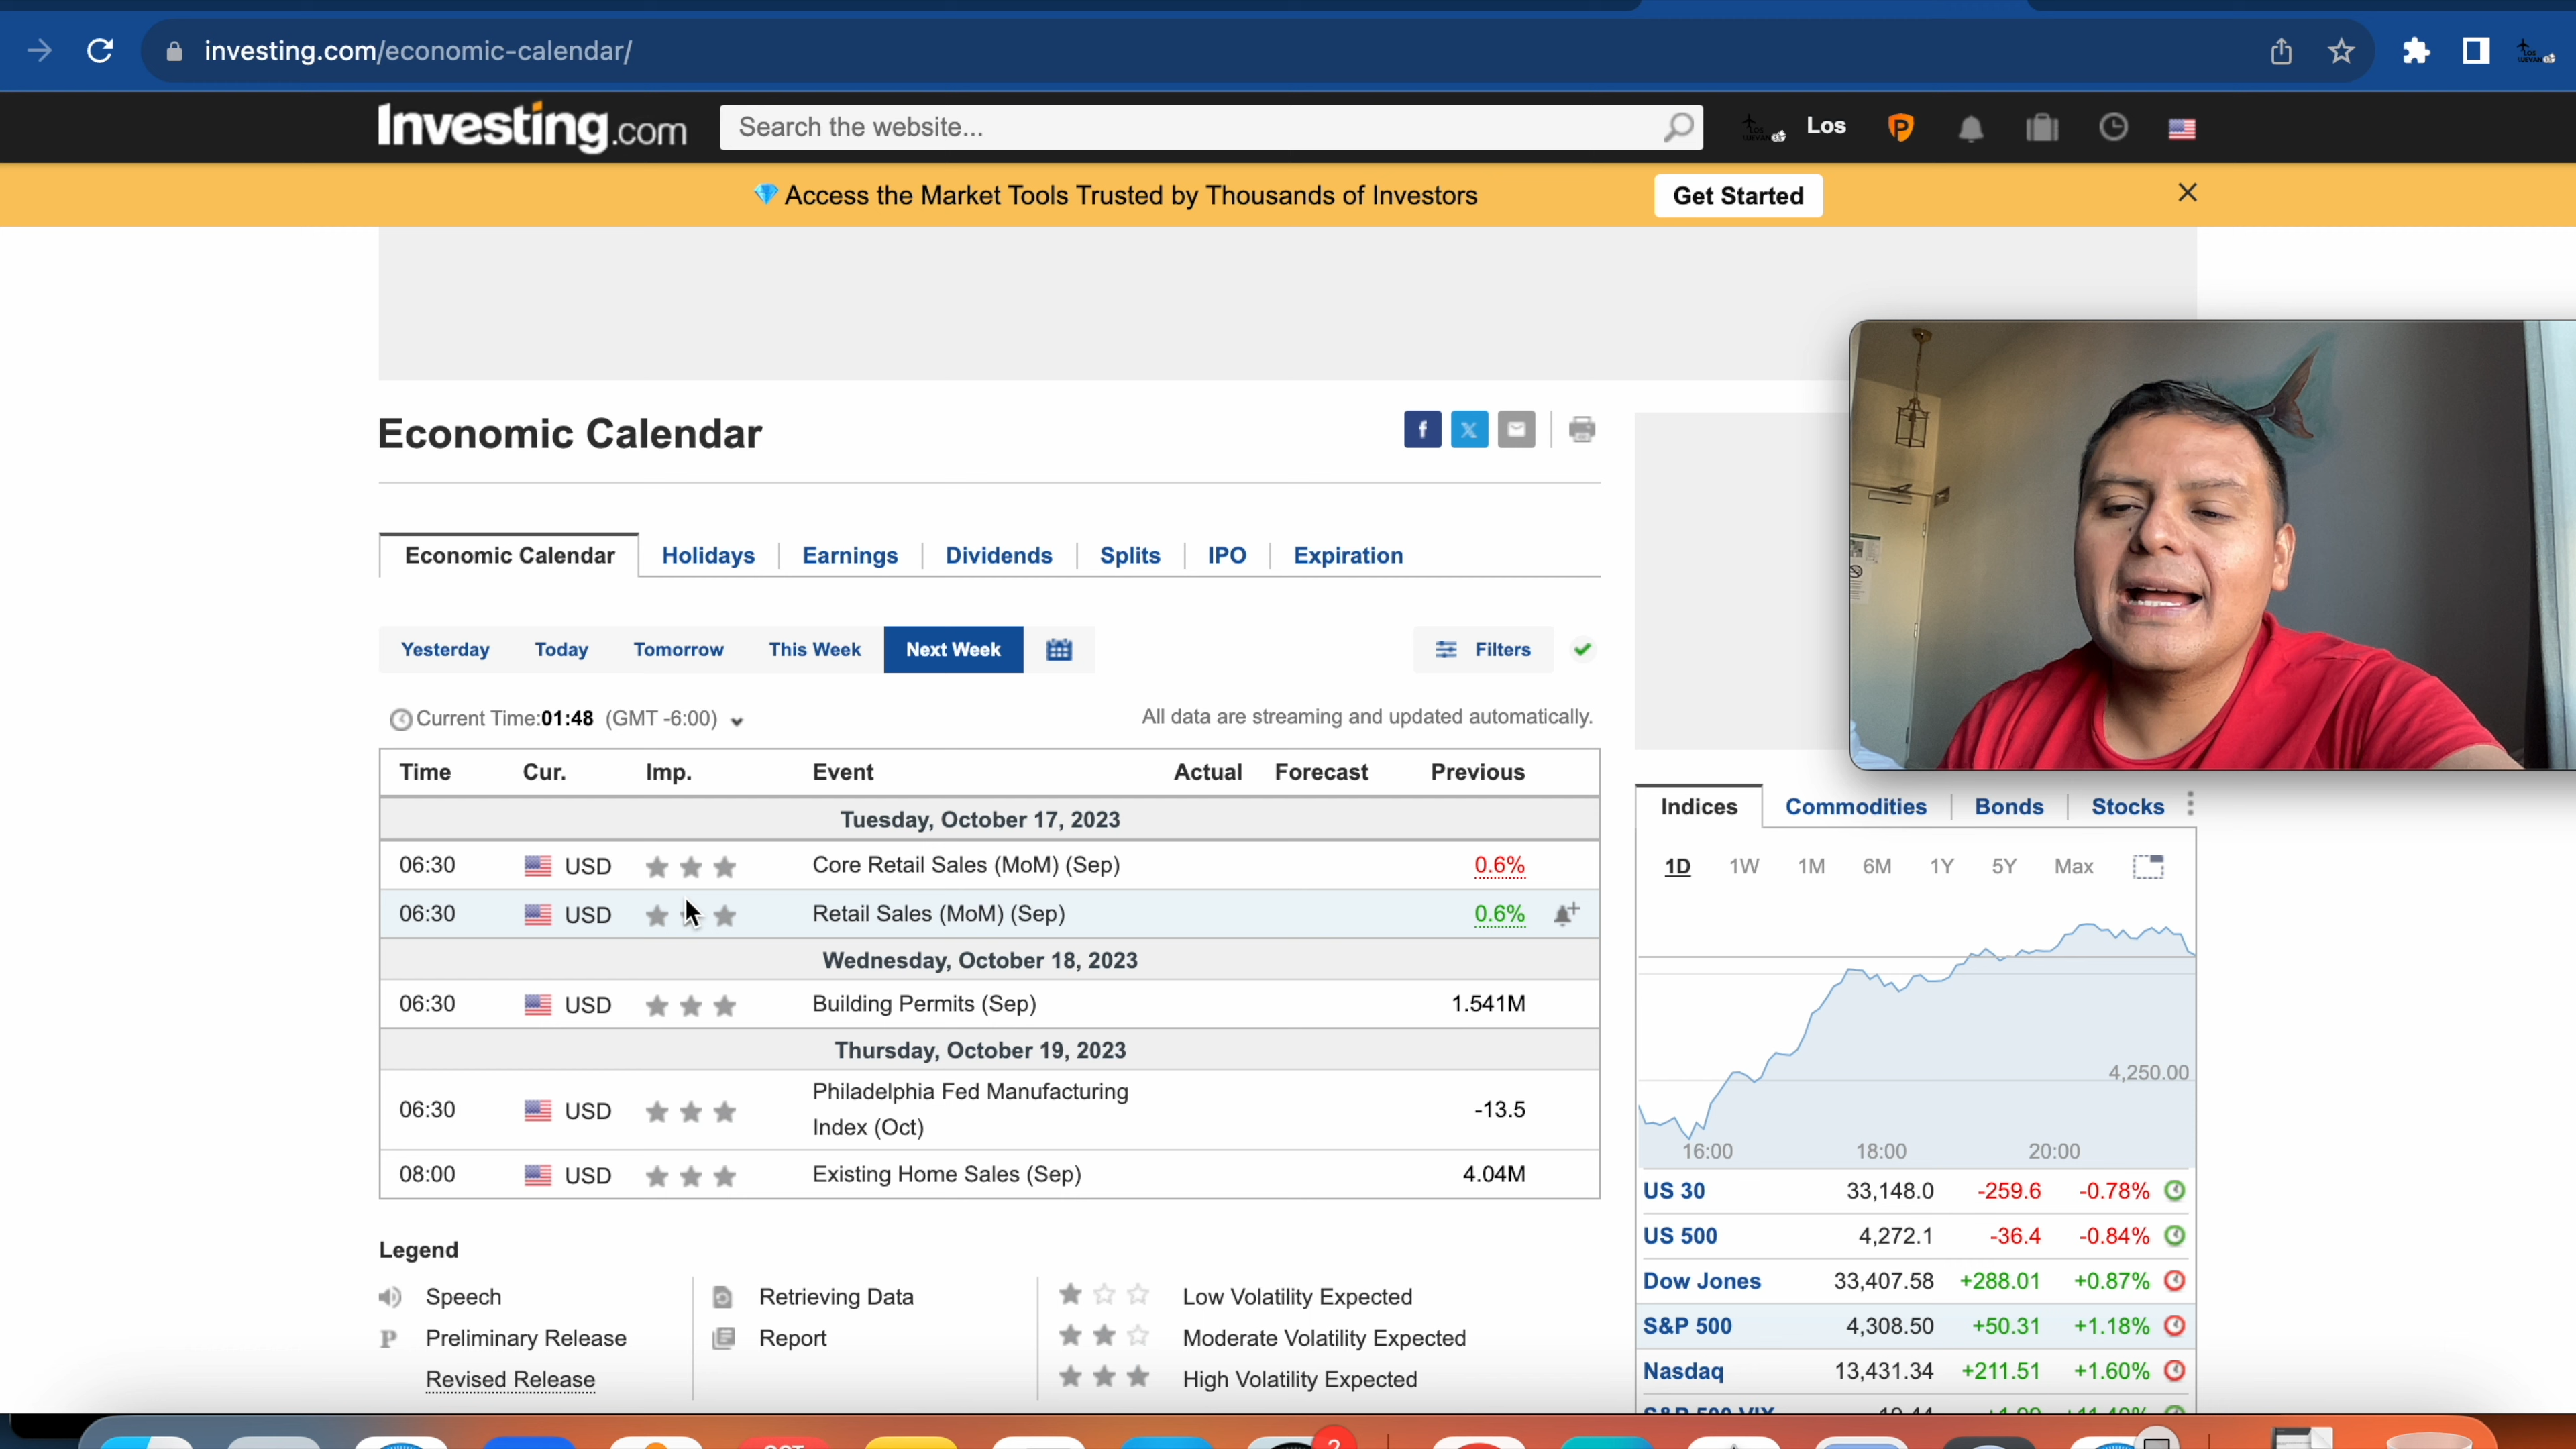 investing.com/economic-calendar/
Investing.com
Search the website...
Los
Access the Market Tools Trusted by Thousands of Investors
Get Started
Economic Calendar
Economic Calendar Holidays Earnings Dividends Splits IPO Expiration
Yesterday Today Tomorrow This Week Next Week Filters
Current Time:01:48 (GMT -6:00)
All data are streaming and updated automatically.
Time Cur. Imp. Event Actual Forecast Previous
Tuesday, October 17, 2023
06:30 USD Core Retail Sales (MoM) (Sep) 0.6%
06:30 USD Retail Sales (MoM) (Sep) 0.6%
Wednesday, October 18, 2023
06:30 USD Building Permits (Sep) 1.541M
Thursday, October 19, 2023
06:30 USD Philadelphia Fed Manufacturing
Index (Oct) -13.5
08:00 USD Existing Home Sales (Sep) 4.04M
Legend
Speech Retrieving Data Low Volatility Expected
P Preliminary Release Report Moderate Volatility Expected
Revised Release High Volatility Expected
Indices Commodities Bonds Stocks
1D 1W 1M 6M 1Y 5Y Max
4,250.00
16:00 18:00 20:00
US 30 33,148.0 -259.6 -0.78%
US 500 4,272.1 -36.4 -0.84%
Dow Jones 33,407.58 +288.01 +0.87%
S&P 500 4,308.50 +50.31 +1.18%
Nasdaq 13,431.34 +211.51 +1.60%
S&P 500 VIX
OCT
2